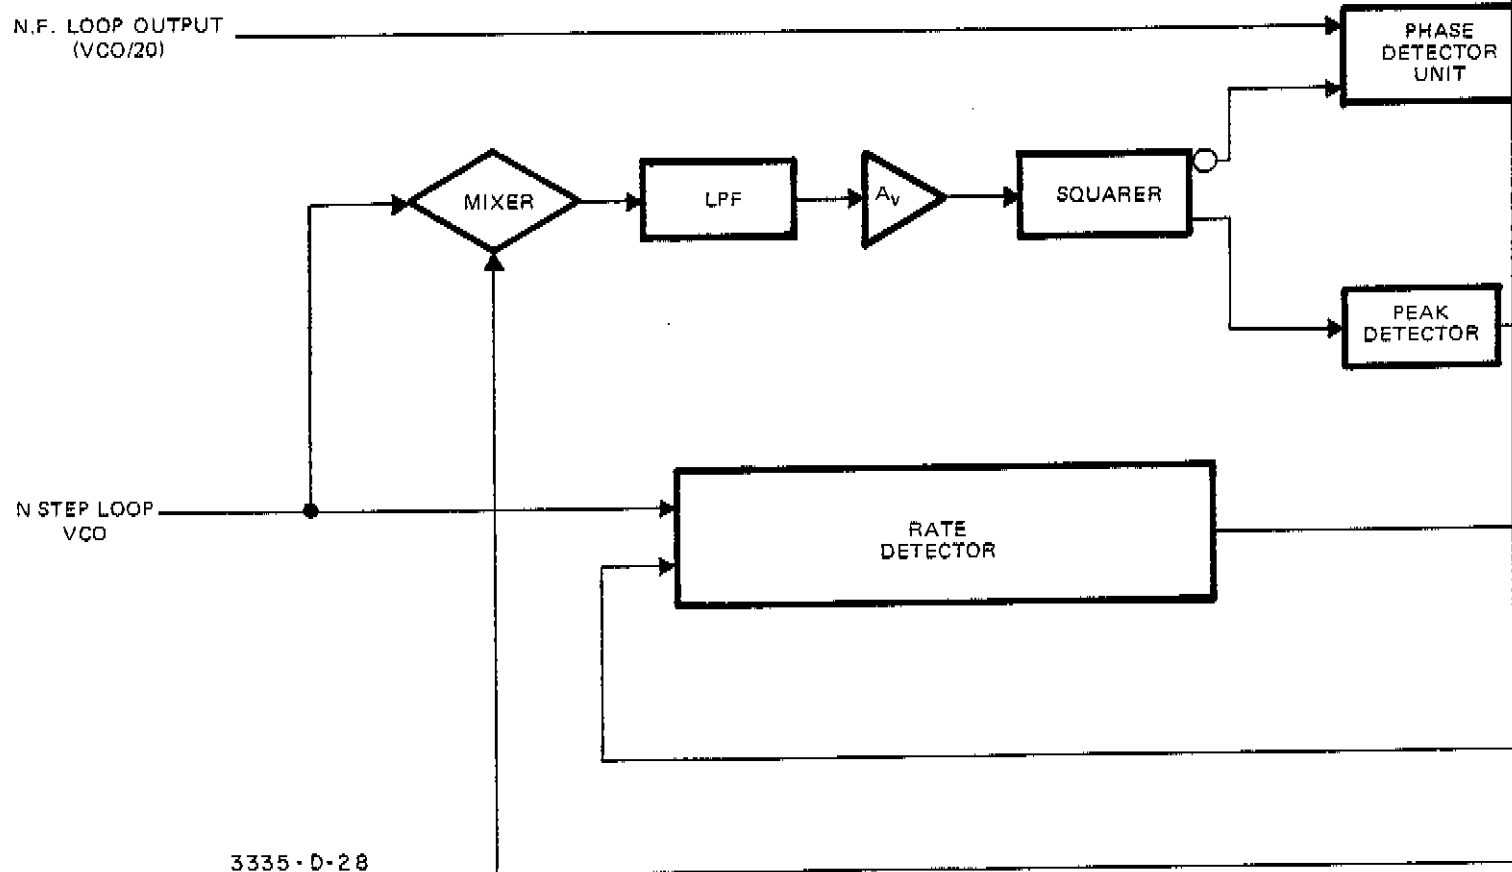 N.F. LOOP OUTPUT
(VCO/20)
PHASE
DETECTOR
UNIT
MIXER
LPF
AV
SQUARER
PEAK
DETECTOR
N STEP LOOP
VCO
RATE
DETECTOR
3335-D-28